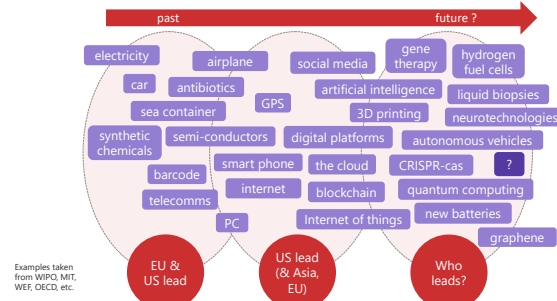 past
future ?
electricity
airplane
social media
gene
therapy
hydrogen
fuel cells
car
antibiotics
artificial intelligence
liquid biopsies
sea container
GPS
3D printing
neurotechnologies
synthetic
chemicals
semi-conductors
digital platforms
autonomous vehicles
barcode
smart phone
the cloud
CRISPR-cas
?
telecomms
internet
blockchain
quantum computing
PC
Internet of things
new batteries
graphene
Examples taken
from WIPO, MIT,
WEF, OECD, etc.
EU &
US lead
US lead
(& Asia,
EU)
Who
leads?